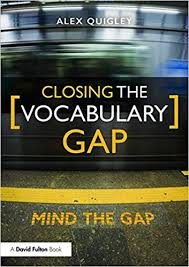 ALEX QUIGLEY
CLOSING THE
[VOCABULARY]
GAP
MIND THE GAP
A David Fulton Book